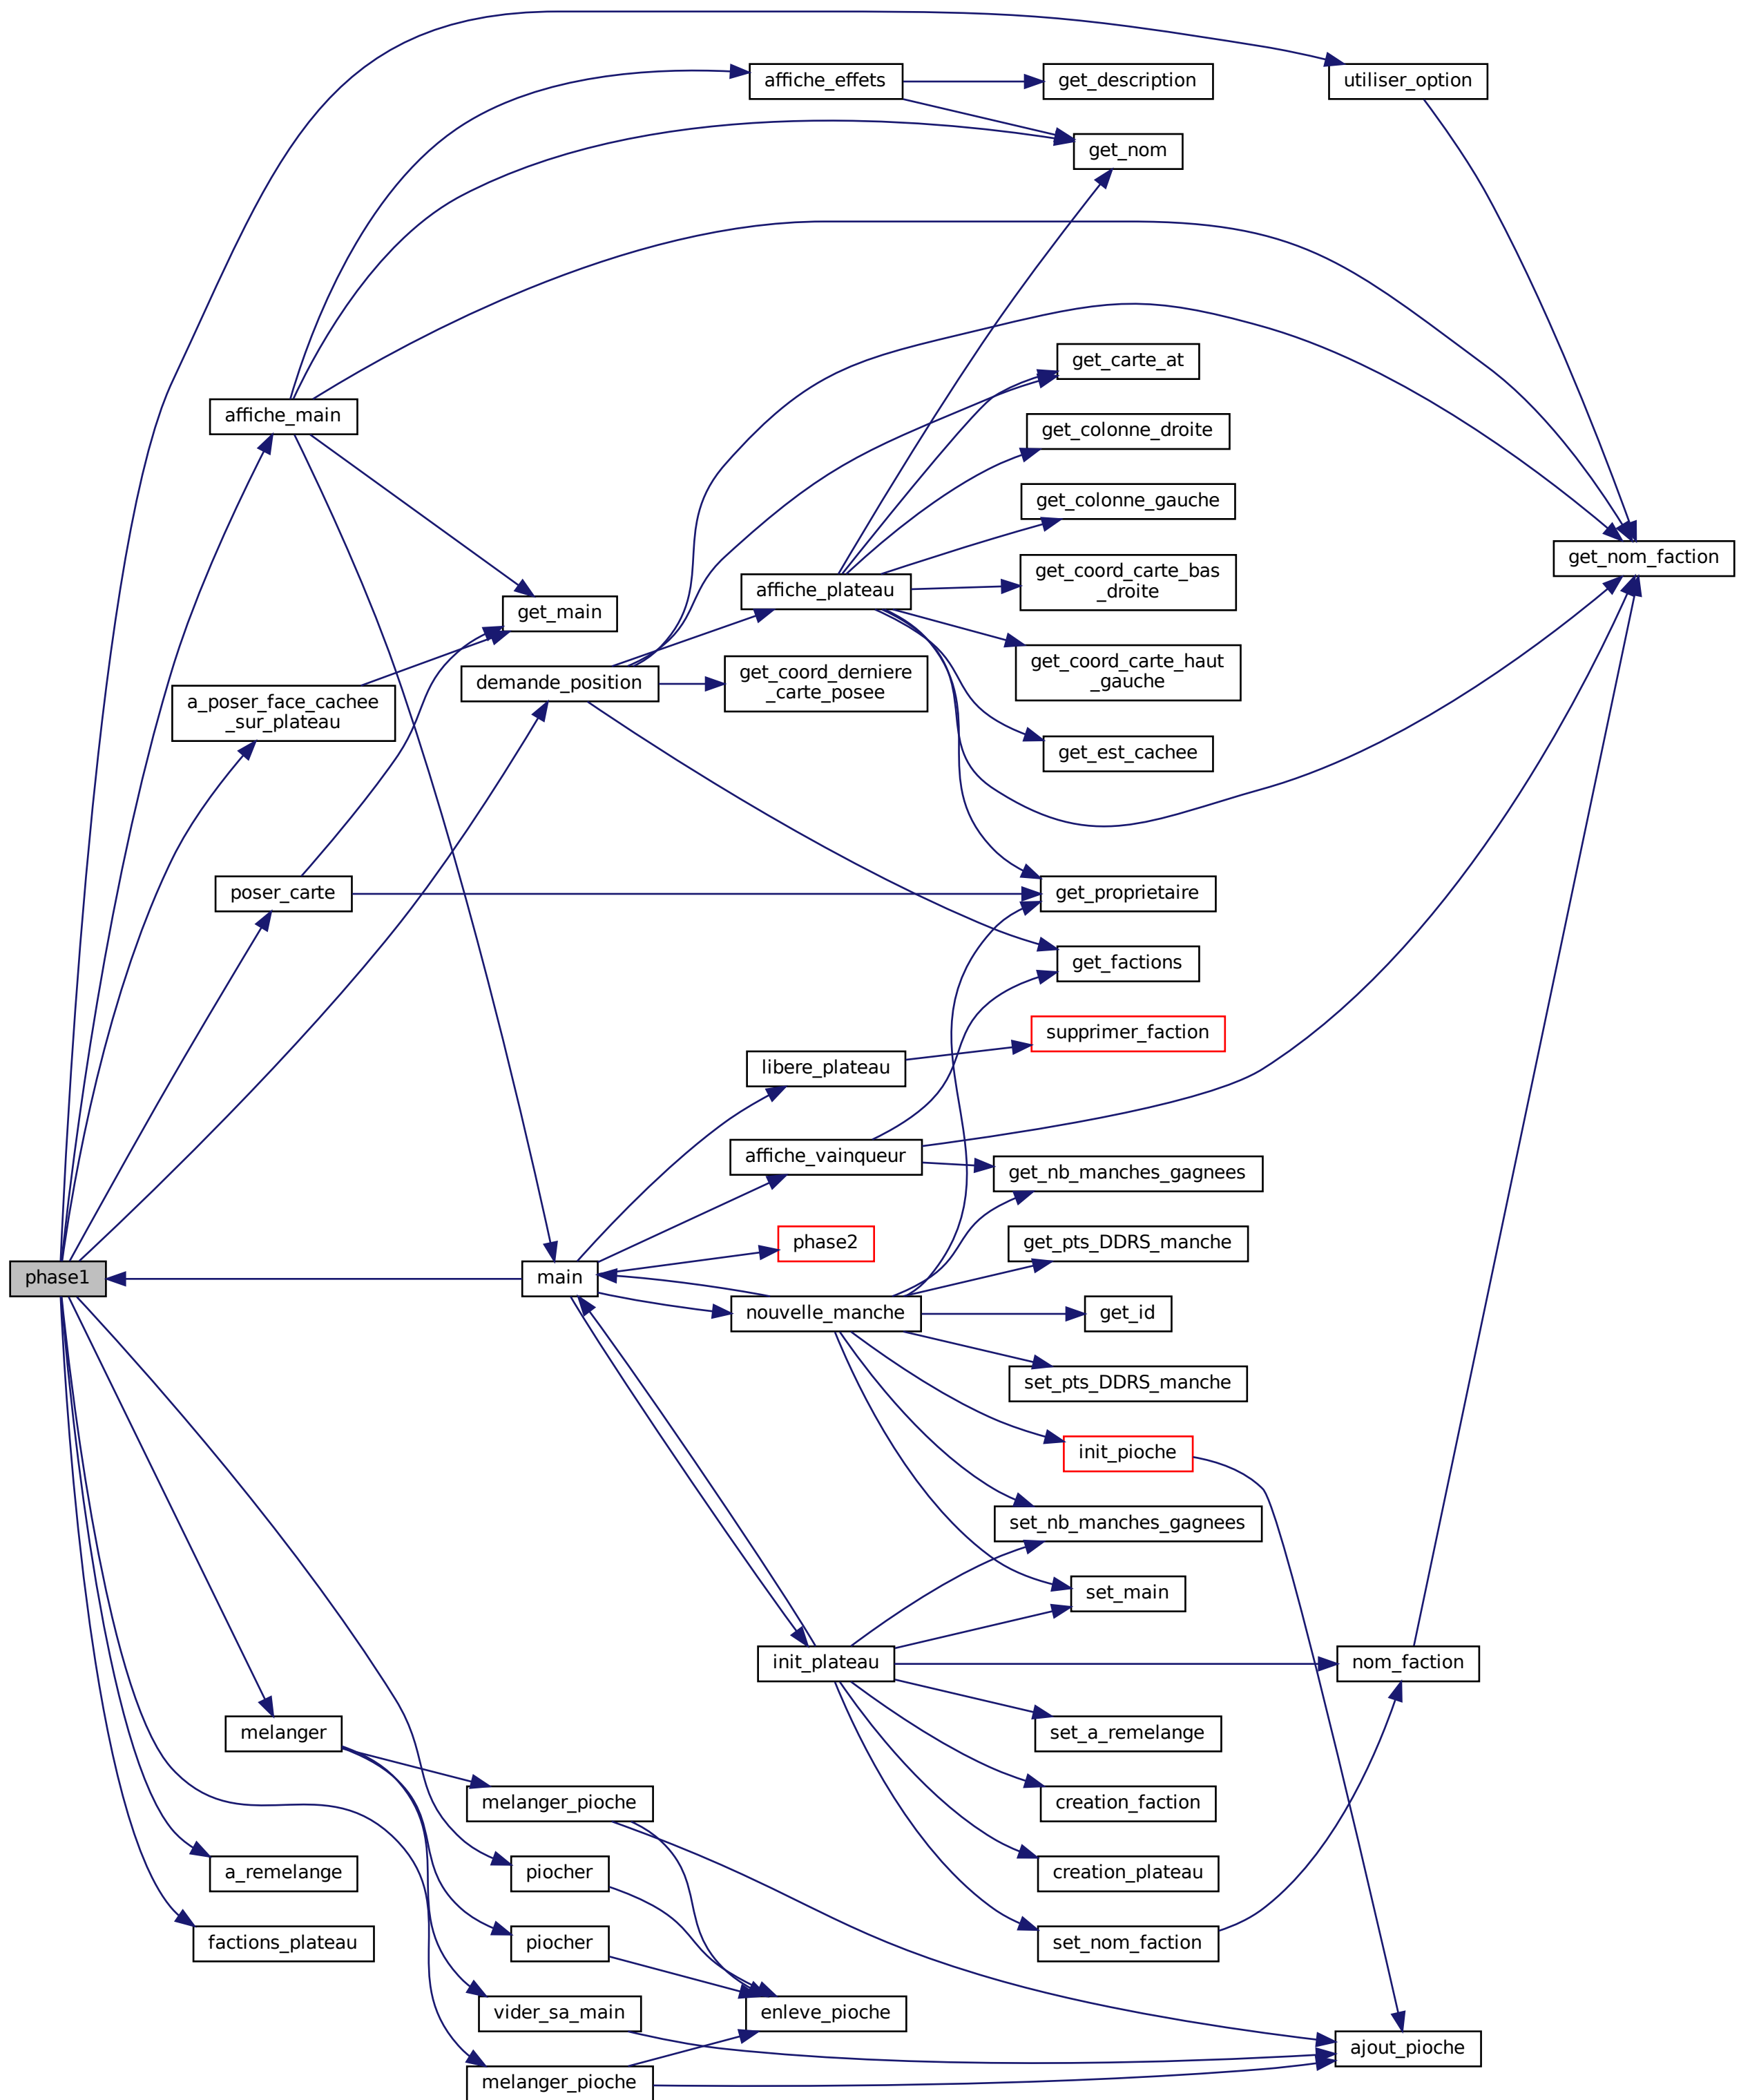 affiche_effets
get_description
utiliser_option
get_nom
get_carte_at
affiche_main
get_colonne_droite
get_colonne_gauche
get_nom_faction
get_coord_carte_bas
_droite
affiche_plateau
get_main
get_coord_carte_haut
_gauche
demande_position
get_coord_derniere
_carte_posee
a_poser_face_cachee
_sur_plateau
get_est_cachee
poser_carte
get_proprietaire
get_factions
supprimer_faction
libere_plateau
affiche_vainqueur
get_nb_manches_gagnees
phase2
get_pts_DDRS_manche
phase1
main
nouvelle_manche
get_id
set_pts_DDRS_manche
init_pioche
set_nb_manches_gagnees
set_main
init_plateau
nom_faction
melanger
set_a_remelange
melanger_pioche
creation_faction
a_remelange
piocher
creation_plateau
factions_plateau
piocher
set_nom_faction
vider_sa_main
enleve_pioche
ajout_pioche
melanger_pioche